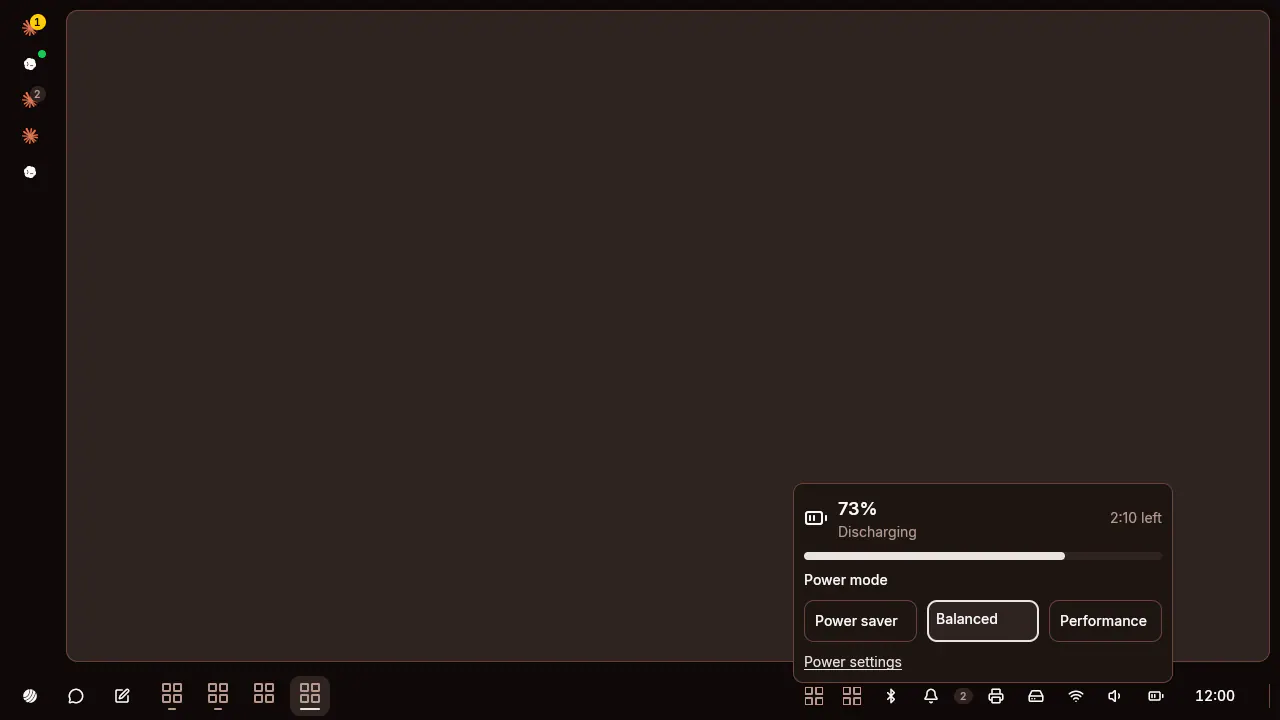 1
2
73%
Discharging
2:10 left
Power mode
Power saver
Balanced
Performance
Power settings
2
12:00